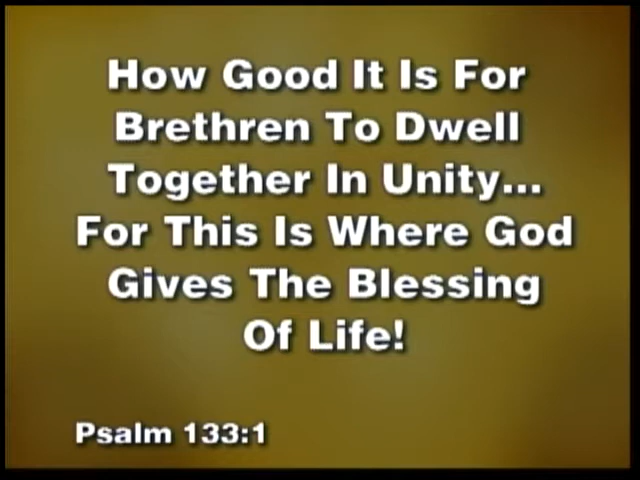 How Good It Is For
Brethren To Dwell
Together In Unity...
For This Is Where God
Gives The Blessing
Of Life!
Psalm 133:1